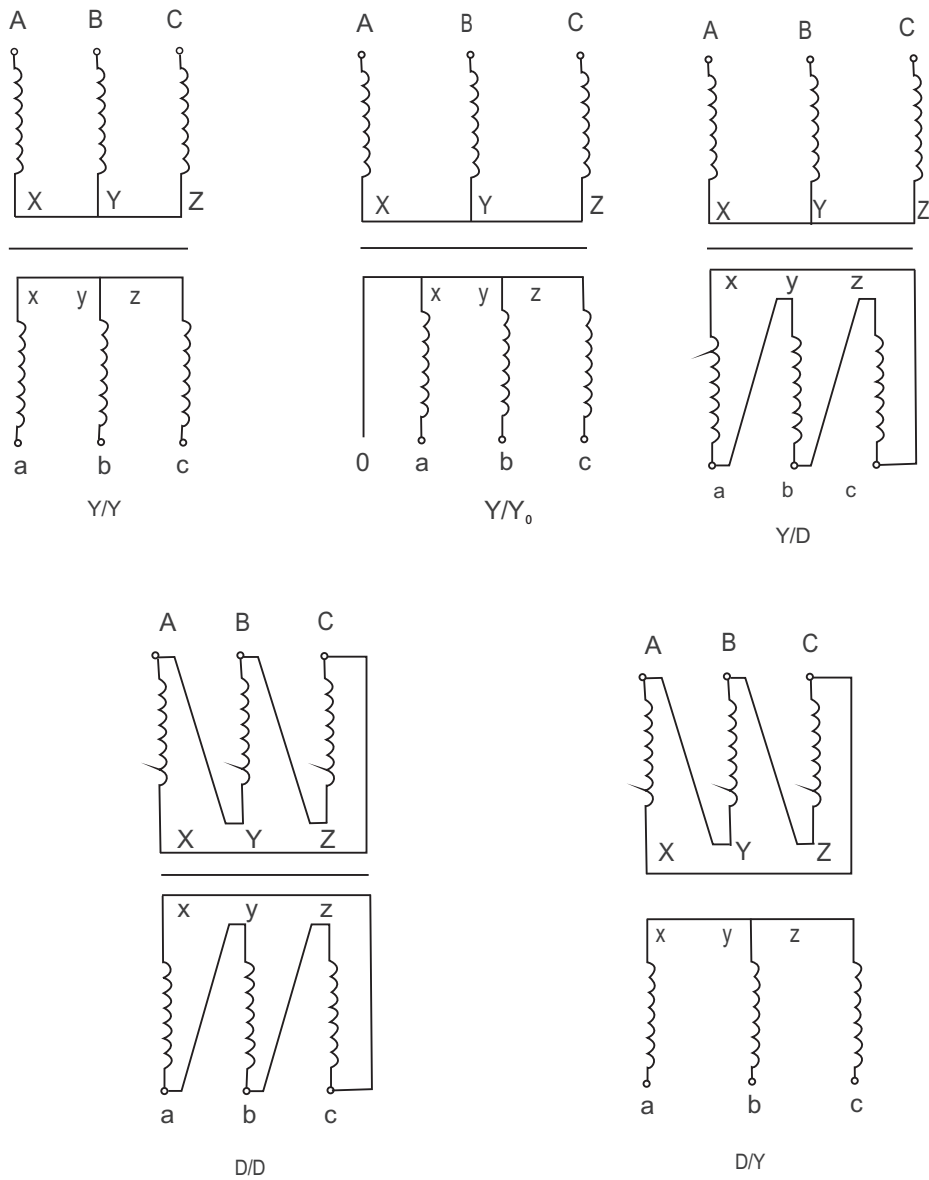 A B C
X Y Z
x y z
a b c
Y/Y
A B C
X Y Z
x y z
0 a b c
Y/Y₀
A B C
X Y Z
x y z
a b c
Y/D
A B C
X Y Z
x y z
a b c
D/D
A B C
X Y Z
x y z
a b c
D/Y